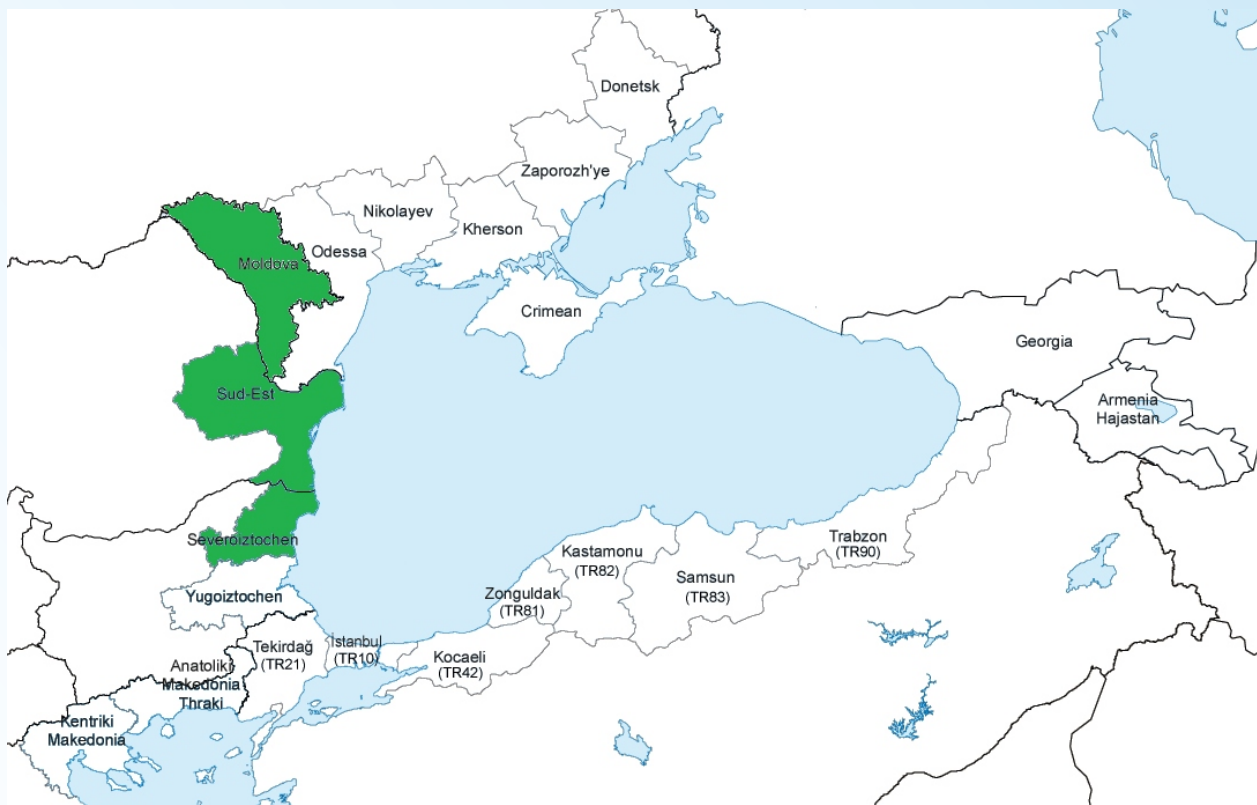 Donetsk
Zaporozh'ye
Nikolayev
Kherson
Odessa
Moldova
Crimean
Georgia
Sud-Est
Armenia
Hajastan
Severoiztochen
Trabzon
(TR90)
Kastamonu
(TR82)
Samsun
(TR83)
Zonguldak
(TR81)
Yugoiztochen
Tekirdağ
(TR21)
İstanbul
(TR10)
Kocaeli
(TR42)
Anatoliki
Makedonia
Thraki
Kentriki
Makedonia